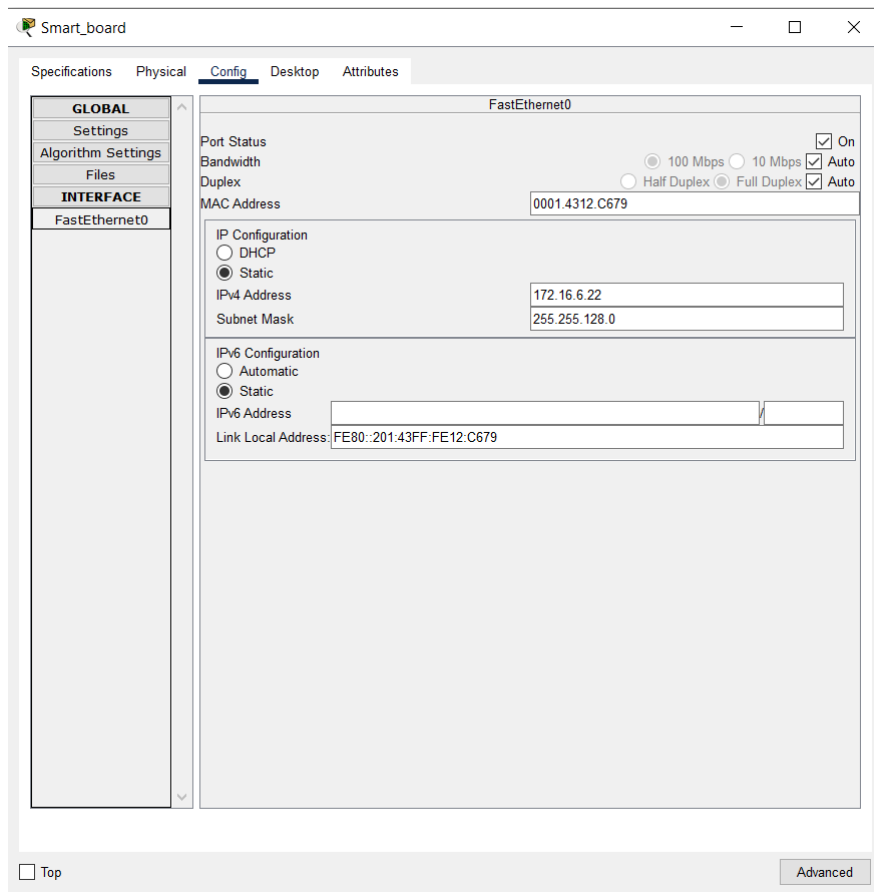 Smart_board
Specifications Physical Config Desktop Attributes
GLOBAL
Settings
Algorithm Settings
Files
INTERFACE
FastEthernet0
FastEthernet0
Port Status On
Bandwidth 100 Mbps 10 Mbps Auto
Duplex Half Duplex Full Duplex Auto
MAC Address 0001.4312.C679
IP Configuration
DHCP
Static
IPv4 Address 172.16.6.22
Subnet Mask 255.255.128.0
IPv6 Configuration
Automatic
Static
IPv6 Address /
Link Local Address: FE80::201:43FF:FE12:C679
Top Advanced